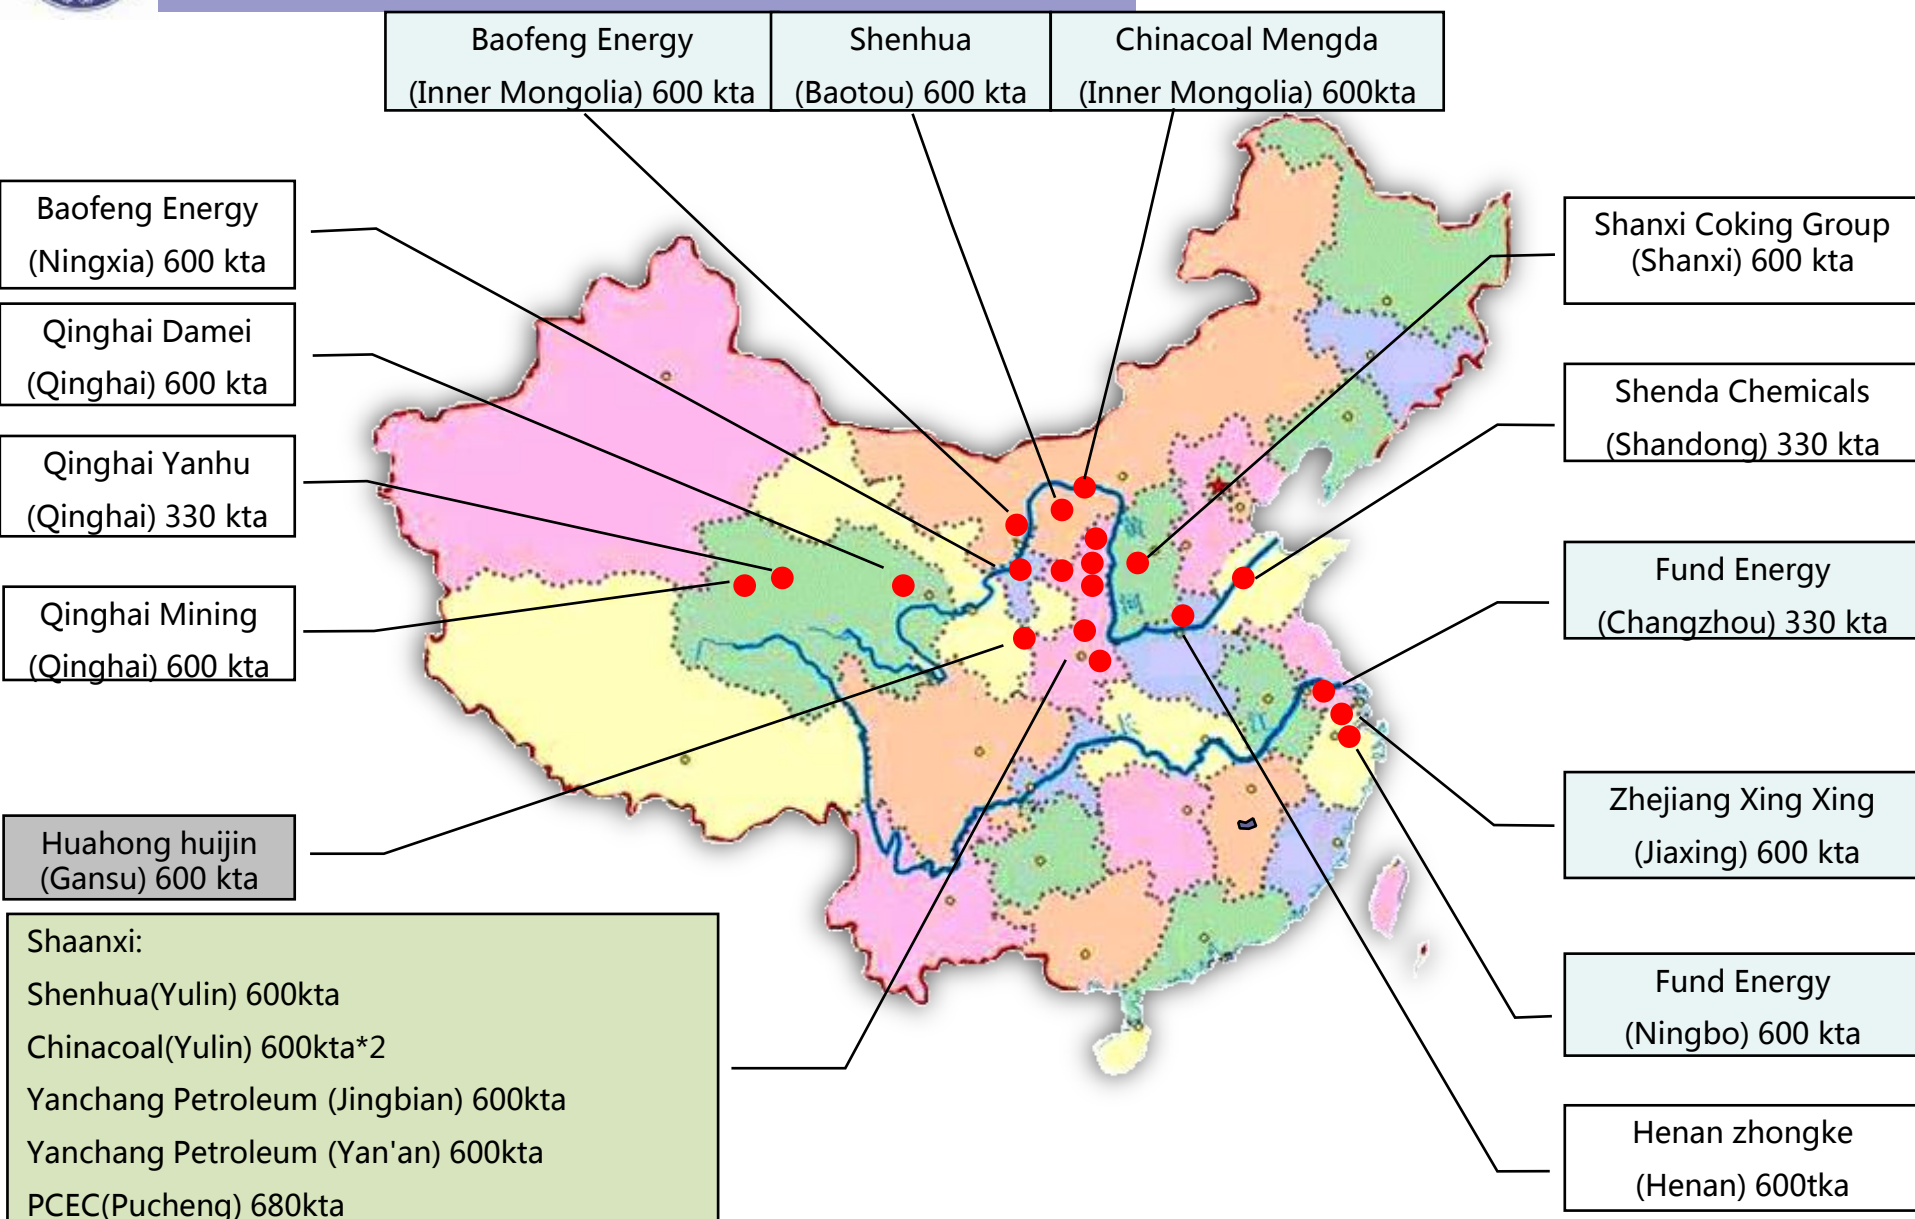 Baofeng Energy
(Inner Mongolia) 600 kta
Shenhua
(Baotou) 600 kta
Chinacoal Mengda
(Inner Mongolia) 600kta
Baofeng Energy
(Ningxia) 600 kta
Qinghai Damei
(Qinghai) 600 kta
Qinghai Yanhu
(Qinghai) 330 kta
Qinghai Mining
(Qinghai) 600 kta
Huahong huijin
(Gansu) 600 kta
Shaanxi:
Shenhua(Yulin) 600kta
Chinacoal(Yulin) 600kta*2
Yanchang Petroleum (Jingbian) 600kta
Yanchang Petroleum (Yan'an) 600kta
PCEC(Pucheng) 680kta
Shanxi Coking Group
(Shanxi) 600 kta
Shenda Chemicals
(Shandong) 330 kta
Fund Energy
(Changzhou) 330 kta
Zhejiang Xing Xing
(Jiaxing) 600 kta
Fund Energy
(Ningbo) 600 kta
Henan zhongke
(Henan) 600tka